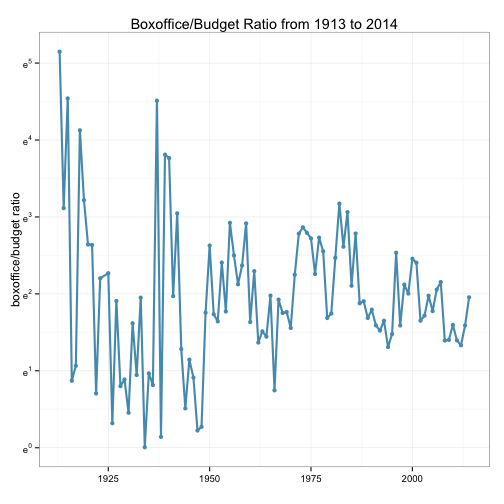 Boxoffice/Budget Ratio from 1913 to 2014
boxoffice/budget ratio
e⁵
e⁴
e³
e²
e¹
e⁰
1925 1950 1975 2000